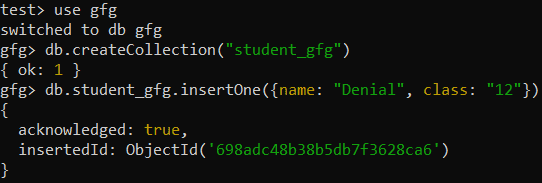 test> use gfg
switched to db gfg
gfg> db.createCollection("student_gfg")
{ ok: 1 }
gfg> db.student_gfg.insertOne({name: "Denial", class: "12"})
{
  acknowledged: true,
  insertedId: ObjectId('698adc48b38b5db7f3628ca6')
}